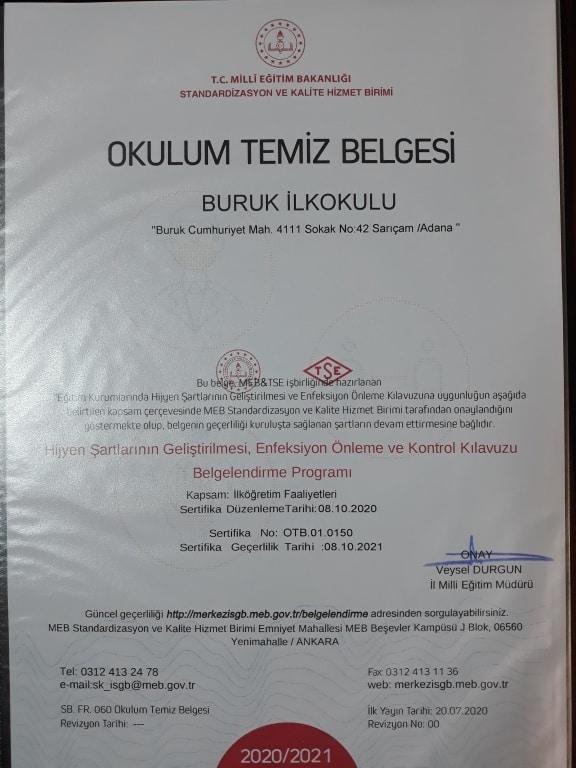 T.C. MİLLÎ EĞİTİM BAKANLIĞI
STANDARDİZASYON VE KALİTE HİZMET BİRİMİ
OKULUM TEMİZ BELGESİ
BURUK İLKOKULU
"Buruk Cumhuriyet Mah. 4111 Sokak No:42 Sarıçam /Adana "
TSE
Bu belge, MEB&TSE işbirliğinde hazırlanan
"Eğitim Kurumlarında Hijyen Şartlarının Geliştirilmesi ve Enfeksiyon Önleme Kılavuzuna uygunluğun aşağıda
belirtilen kapsam çerçevesinde MEB Standardizasyon ve Kalite Hizmet Birimi tarafından onaylandığını
göstermekte olup, belgenin geçerliliği kuruluşta sağlanan şartların devam ettirmesine bağlıdır.
Hijyen Şartlarının Geliştirilmesi, Enfeksiyon Önleme ve Kontrol Kılavuzu
Belgelendirme Programı
Kapsam: İlköğretim Faaliyetleri
Sertifika DüzenlemeTarihi:08.10.2020
Sertifika No: OTB.01.0150
Sertifika Geçerlilik Tarihi :08.10.2021
ONAY
Veysel DURGUN
İl Milli Eğitim Müdürü
Güncel geçerliliği http://merkezisgb.meb.gov.tr/belgelendirme adresinden sorgulayabilirsiniz.
MEB Standardizasyon ve Kalite Hizmet Birimi Emniyet Mahallesi MEB Beşevler Kampüsü J Blok, 06560
Yenimahalle / ANKARA
Tel: 0312 413 24 78
e-mail:sk_isgb@meb.gov.tr
Fax: 0312 413 11 36
web: merkezisgb.meb.gov.tr
SB. FR. 060 Okulum Temiz Belgesi
Revizyon Tarihi: ---
İlk Yayın Tarihi: 20.07.2020
Revizyon No: 00
2020/2021